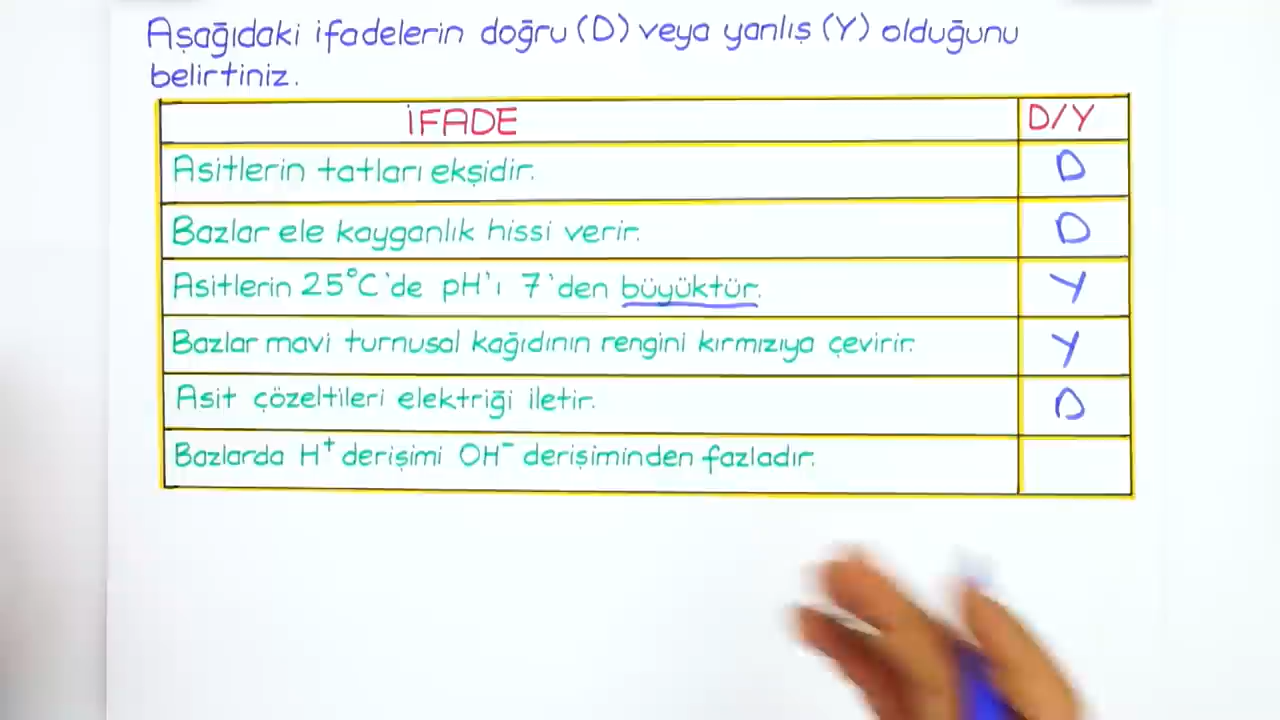 Aşağıdaki ifadelerin doğru (D) veya yanlış (Y) olduğunu
belirtiniz.
İFADE D/Y
Asitlerin tatları ekşidir. D
Bazlar ele kayganlık hissi verir. D
Asitlerin 25°C'de pH'ı 7'den büyüktür. Y
Bazlar mavi turnusol kağıdının rengini kırmızıya çevirir. Y
Asit çözeltileri elektriği iletir. D
Bazlarda H⁺ derişimi OH⁻ derişiminden fazladır.